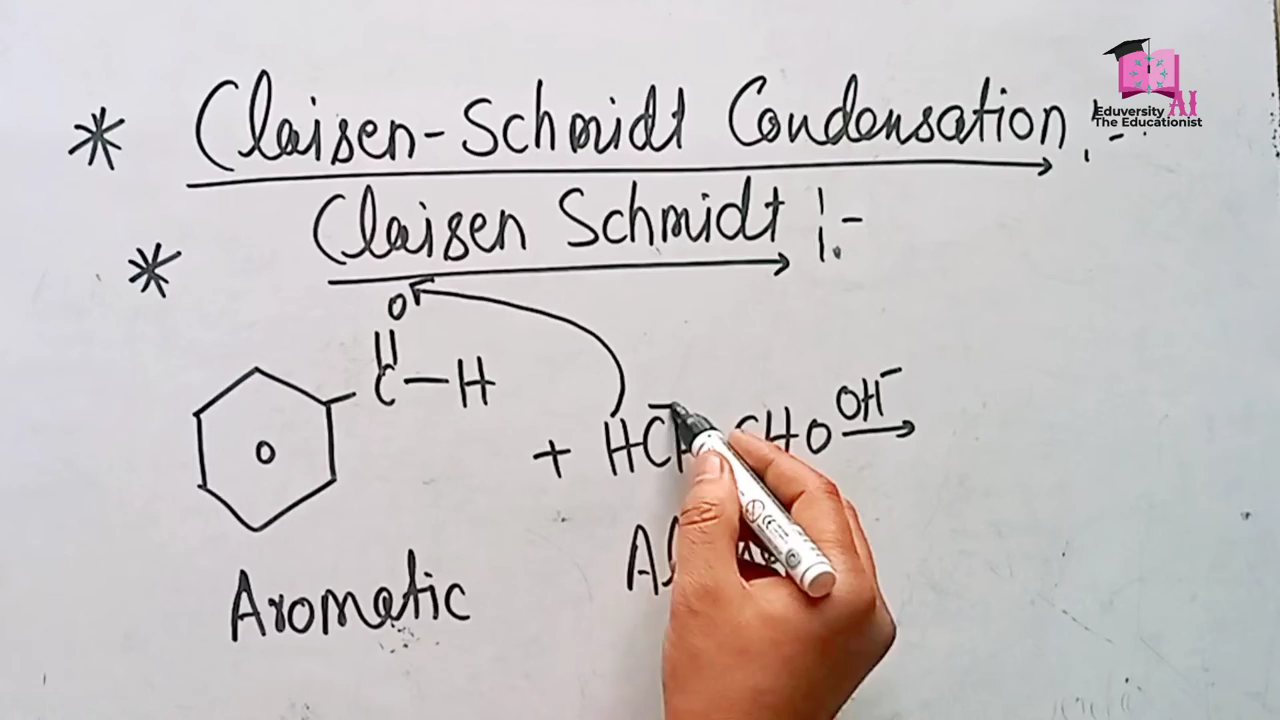 * Claisen-Schmidt Condensation :-
Eduversity AI
The Educationist
* Claisen Schmidt :-
O
||
C-H
+ HC CHO OH⁻ →
Aromatic